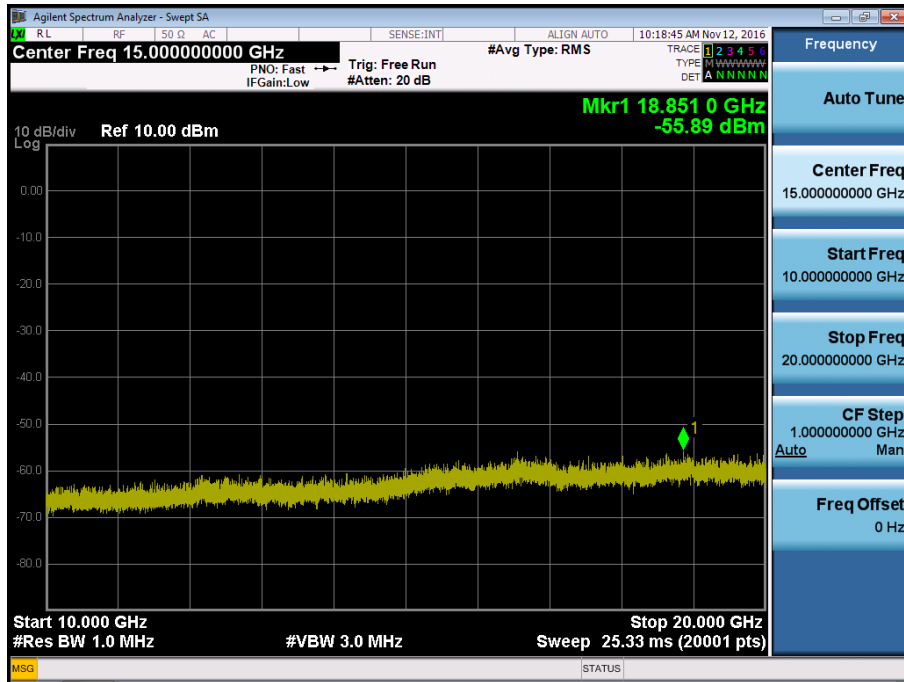 Agilent Spectrum Analyzer - Swept SA
LXI RL RF 50 Ω AC SENSE:INT ALIGN AUTO 10:18:45 AM Nov 12, 2016
Center Freq 15.000000000 GHz
#Avg Type: RMS
TRACE 1 2 3 4 5 6
PNO: Fast Trig: Free Run
TYPE M WWWWW
IFGain:Low #Atten: 20 dB
DET A N N N N N
Mkr1 18.851 0 GHz
-55.89 dBm
10 dB/div Ref 10.00 dBm
Log
0.00
-10.0
-20.0
-30.0
-40.0
-50.0
1
-60.0
-70.0
-80.0
Start 10.000 GHz Stop 20.000 GHz
#Res BW 1.0 MHz #VBW 3.0 MHz Sweep 25.33 ms (20001 pts)
MSG STATUS
Frequency
Auto Tune
Center Freq
15.000000000 GHz
Start Freq
10.000000000 GHz
Stop Freq
20.000000000 GHz
CF Step
1.000000000 GHz
Auto Man
Freq Offset
0 Hz